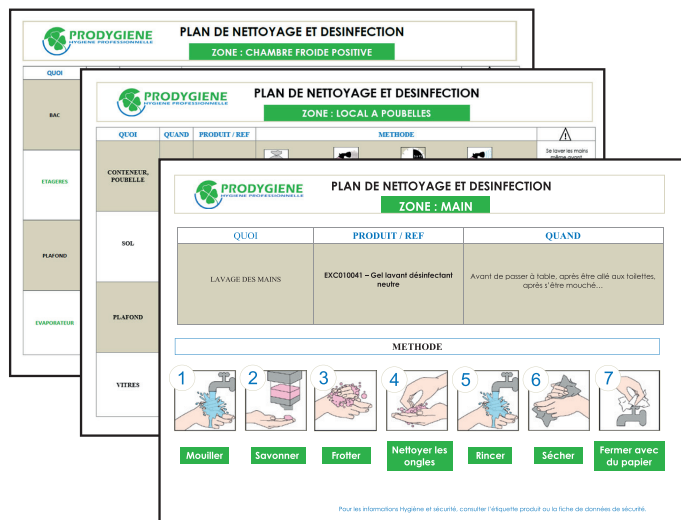 PRODYGIENE
HYGIENE PROFESSIONNELLE
PLAN DE NETTOYAGE ET DESINFECTION
ZONE : CHAMBRE FROIDE POSITIVE
QUOI
BAC
ETAGERES
PLAFOND
EVAPORATEUR
PRODYGIENE
HYGIENE PROFESSIONNELLE
PLAN DE NETTOYAGE ET DESINFECTION
ZONE : LOCAL A POUBELLES
QUOI QUAND PRODUIT / REF METHODE
Se laver les mains
même avant
CONTENEUR,
POUBELLE
SOL
PLAFOND
VITRES
PRODYGIENE
HYGIENE PROFESSIONNELLE
PLAN DE NETTOYAGE ET DESINFECTION
ZONE : MAIN
QUOI PRODUIT / REF QUAND
LAVAGE DES MAINS
EXC010041 – Gel lavant désinfectant
neutre
Avant de passer à table, après être allé aux toilettes,
après s'être mouché…
METHODE
1 2 3 4 5 6 7
Mouiller
Savonner
Frotter
Nettoyer les
ongles
Rincer
Sécher
Fermer avec
du papier
Pour les informations Hygiène et sécurité, consulter l'étiquette produit ou la fiche de données de sécurité.